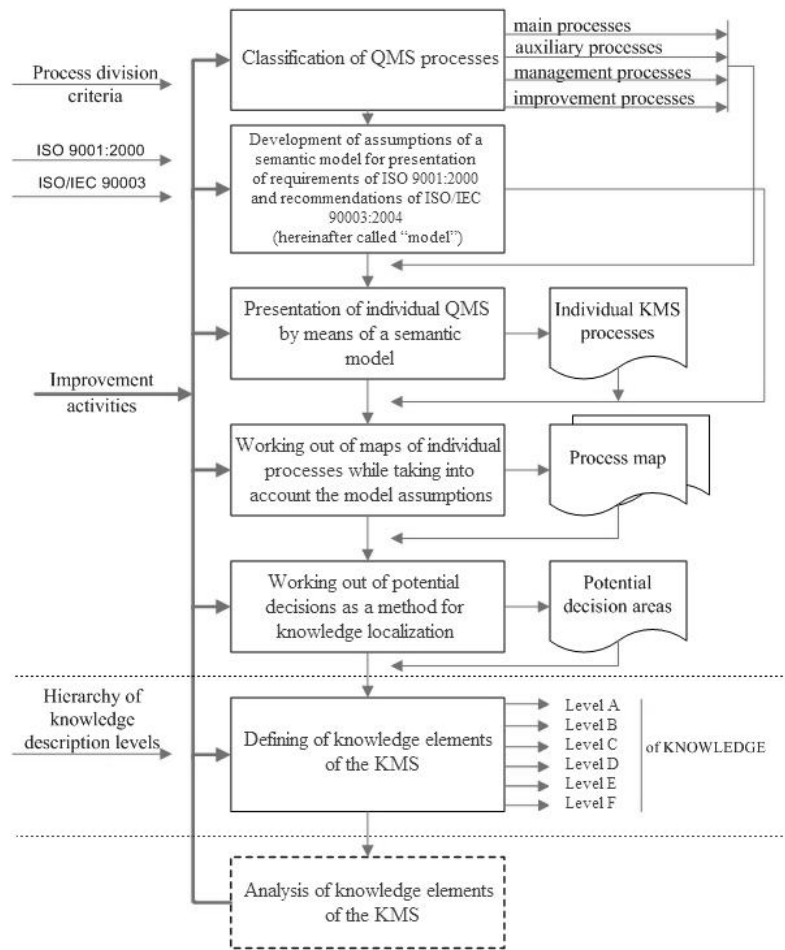 main processes
Classification of QMS processes
auxiliary processes
management processes
improvement processes
Process division
criteria
ISO 9001:2000
ISO/IEC 90003
Development of assumptions of a
semantic model for presentation
of requirements of ISO 9001:2000
and recommendations of ISO/IEC
90003:2004
(hereinafter called “model”)
Presentation of individual QMS
by means of a semantic
model
Individual KMS
processes
Improvement
activities
Working out of maps of individual
processes while taking into
account the model assumptions
Process map
Working out of potential
decisions as a method for
knowledge localization
Potential
decision areas
Hierarchy of
knowledge
description levels
Defining of knowledge elements
of the KMS
Level A
Level B
Level C
Level D
Level E
Level F
of KNOWLEDGE
Analysis of knowledge elements
of the KMS